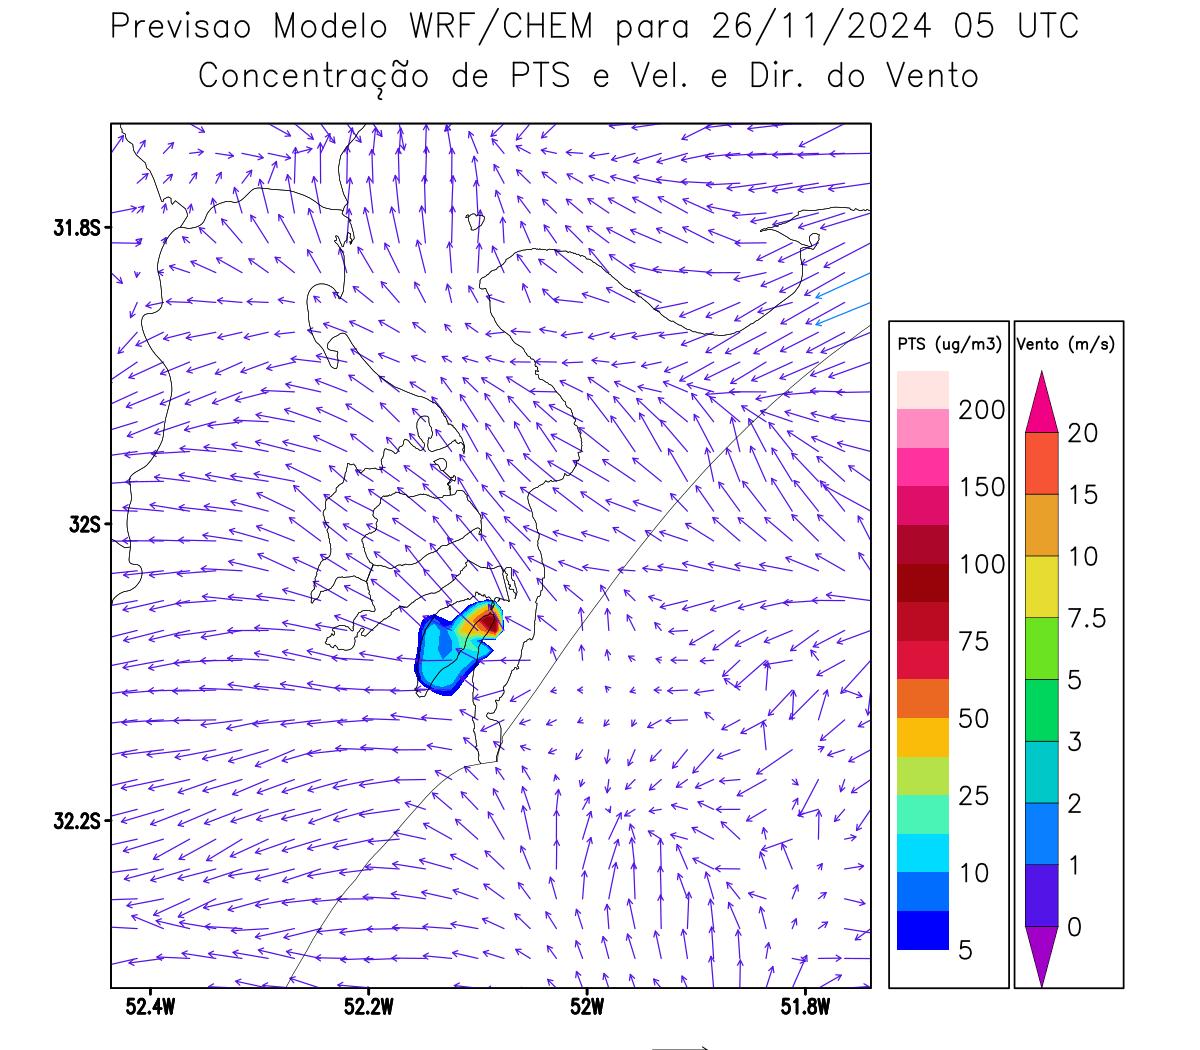 Previsao Modelo WRF/CHEM para 26/11/2024 05 UTC
Concentração de PTS e Vel. e Dir. do Vento
31.8S
32S
32.2S
52.4W 52.2W 52W 51.8W
PTS (ug/m3)
200
150
100
75
50
25
10
5
Vento (m/s)
20
15
10
7.5
5
3
2
1
0